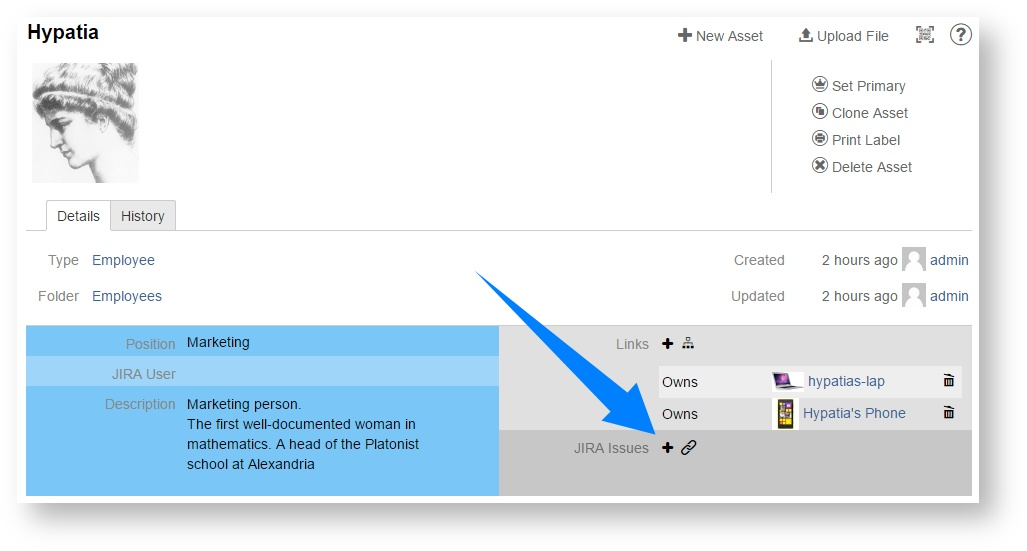 Hypatia
New Asset
Upload File
?
Set Primary
Clone Asset
Print Label
Delete Asset
Details
History
Type Employee
Created 2 hours ago admin
Folder Employees
Updated 2 hours ago admin
Position Marketing
JIRA User
Description Marketing person.
The first well-documented woman in
mathematics. A head of the Platonist
school at Alexandria
Links
Owns hypatias-lap
Owns Hypatia's Phone
JIRA Issues